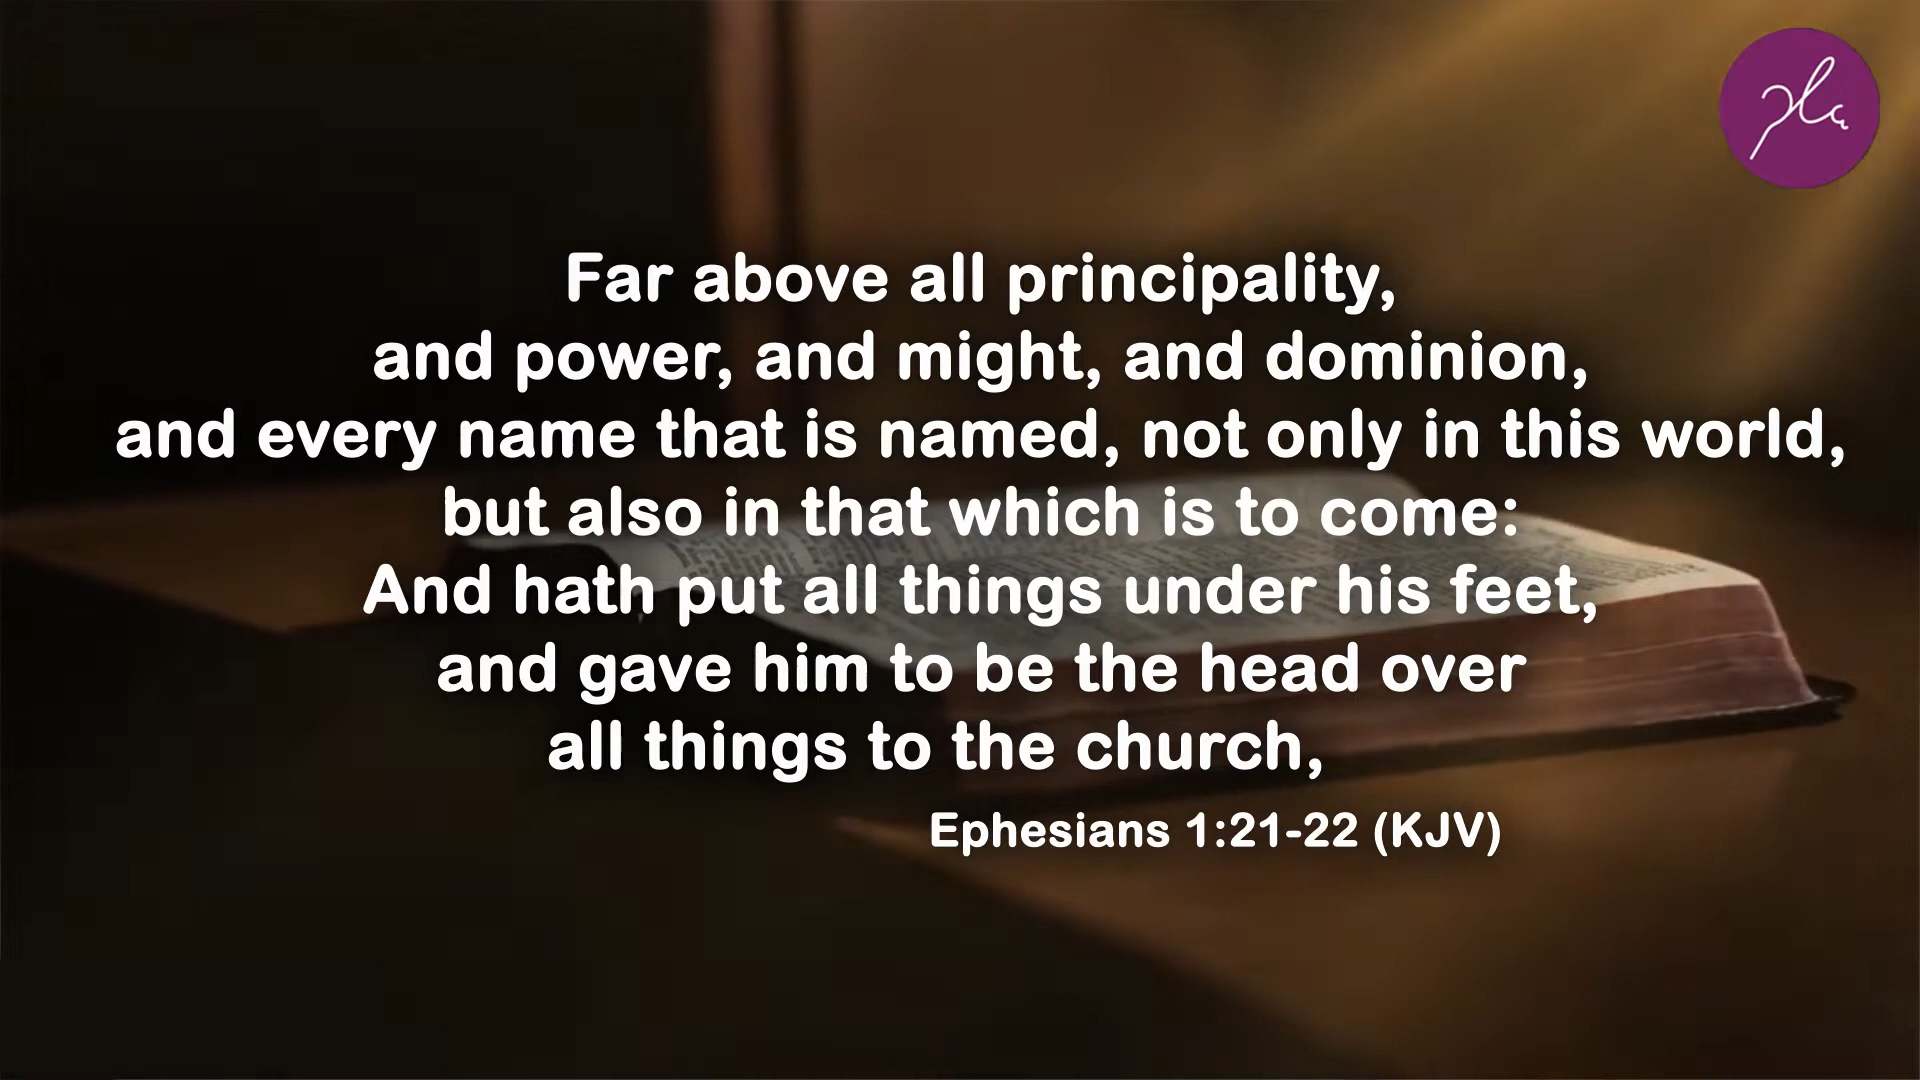 Far above all principality,
and power, and might, and dominion,
and every name that is named, not only in this world,
but also in that which is to come:
And hath put all things under his feet,
and gave him to be the head over
all things to the church,
Ephesians 1:21-22 (KJV)